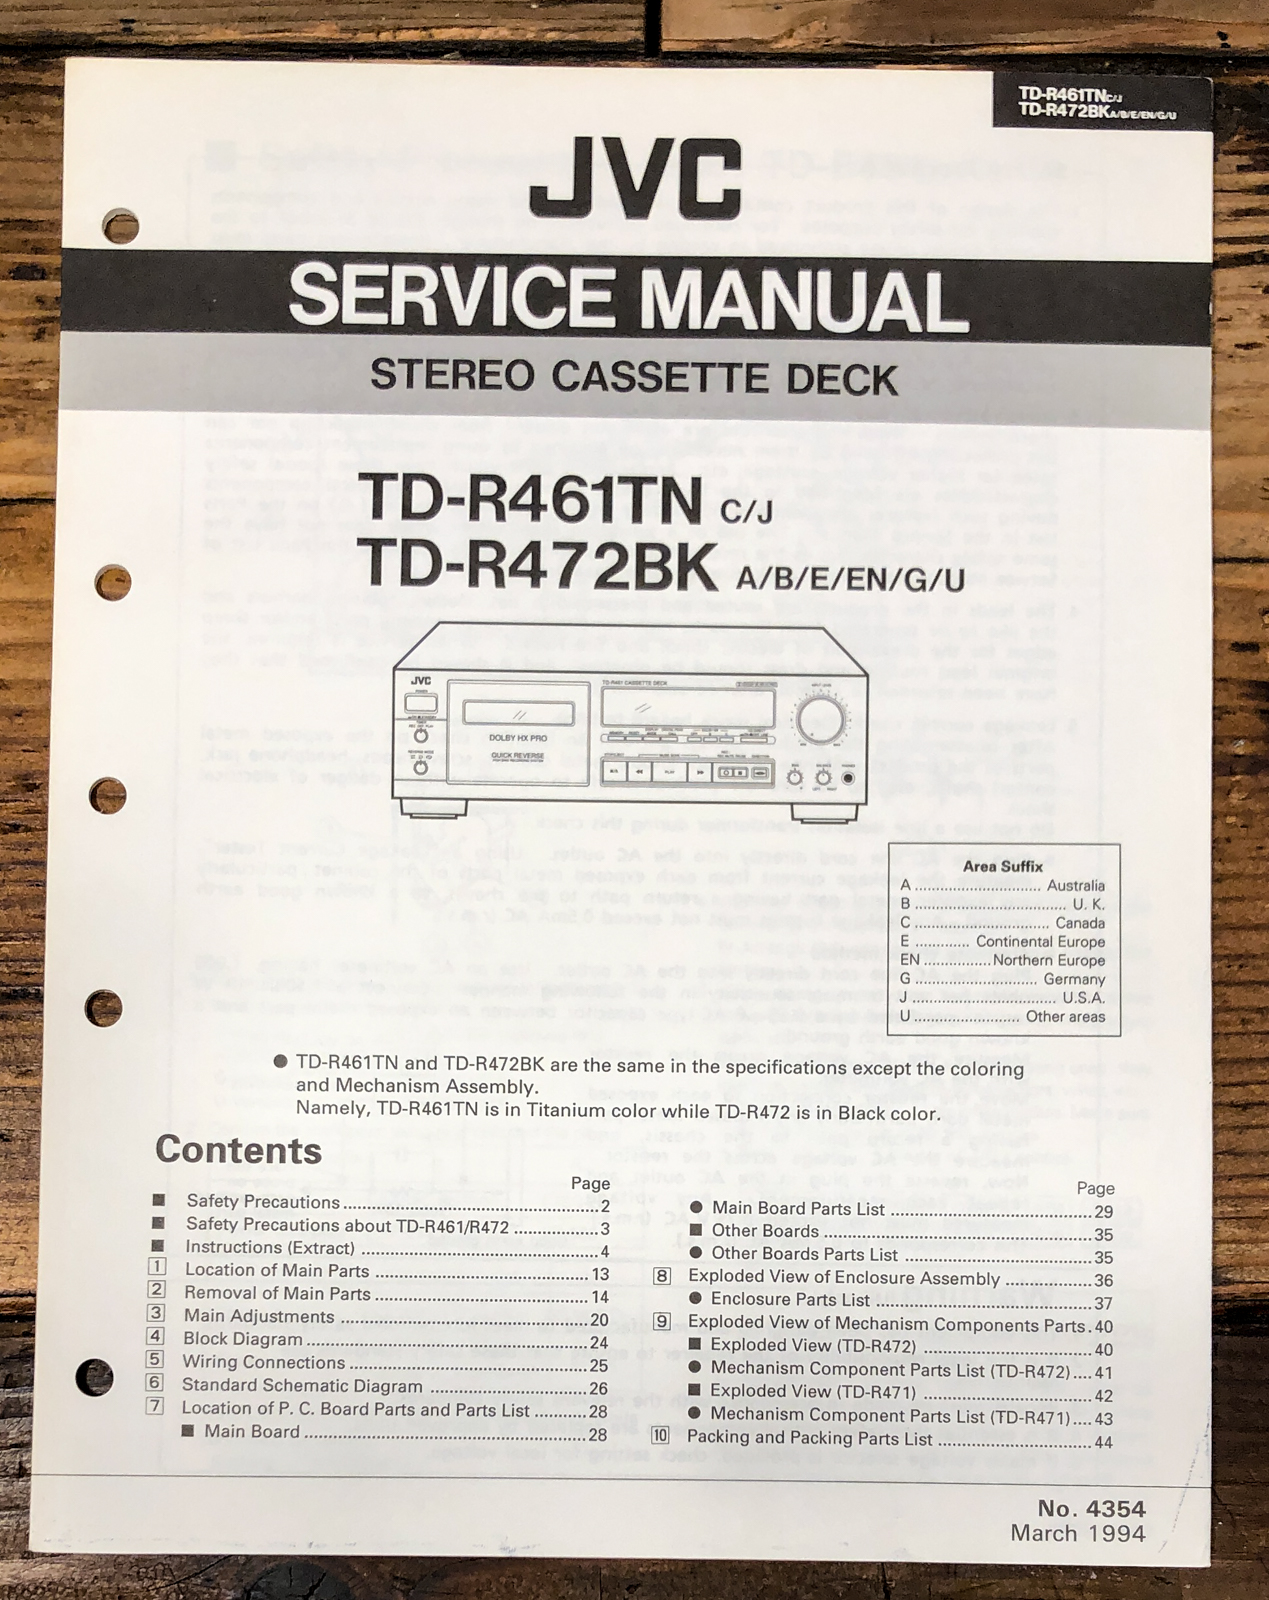 TD-R461TN C/J
TD-R472BK A/B/E/EN/G/U
JVC
SERVICE MANUAL
STEREO CASSETTE DECK
TD-R461TN C/J
TD-R472BK A/B/E/EN/G/U
JVC
TD-R461 CASSETTE DECK
DOLBY HX PRO
QUICK REVERSE
Area Suffix
A .......................... Australia
B ................................ U. K.
C ............................ Canada
E ............ Continental Europe
EN ............... Northern Europe
G .......................... Germany
J .............................. U.S.A.
U ...................... Other areas
● TD-R461TN and TD-R472BK are the same in the specifications except the coloring
and Mechanism Assembly.
Namely, TD-R461TN is in Titanium color while TD-R472 is in Black color.
Contents
Page
■ Safety Precautions ................................................ 2
■ Safety Precautions about TD-R461/R472 ................ 3
■ Instructions (Extract) ............................................. 4
1 Location of Main Parts ........................................ 13
2 Removal of Main Parts ........................................ 14
3 Main Adjustments .............................................. 20
4 Block Diagram .................................................... 24
5 Wiring Connections ............................................ 25
6 Standard Schematic Diagram .............................. 26
7 Location of P. C. Board Parts and Parts List .......... 28
■ Main Board ..................................................... 28
Page
● Main Board Parts List ...................................... 29
■ Other Boards ................................................... 35
● Other Boards Parts List .................................... 35
8 Exploded View of Enclosure Assembly ................ 36
● Enclosure Parts List ......................................... 37
9 Exploded View of Mechanism Components Parts. 40
■ Exploded View (TD-R472) ................................ 40
● Mechanism Component Parts List (TD-R472) .... 41
■ Exploded View (TD-R471) ................................ 42
● Mechanism Component Parts List (TD-R471) .... 43
10 Packing and Packing Parts List ............................ 44
No. 4354
March 1994